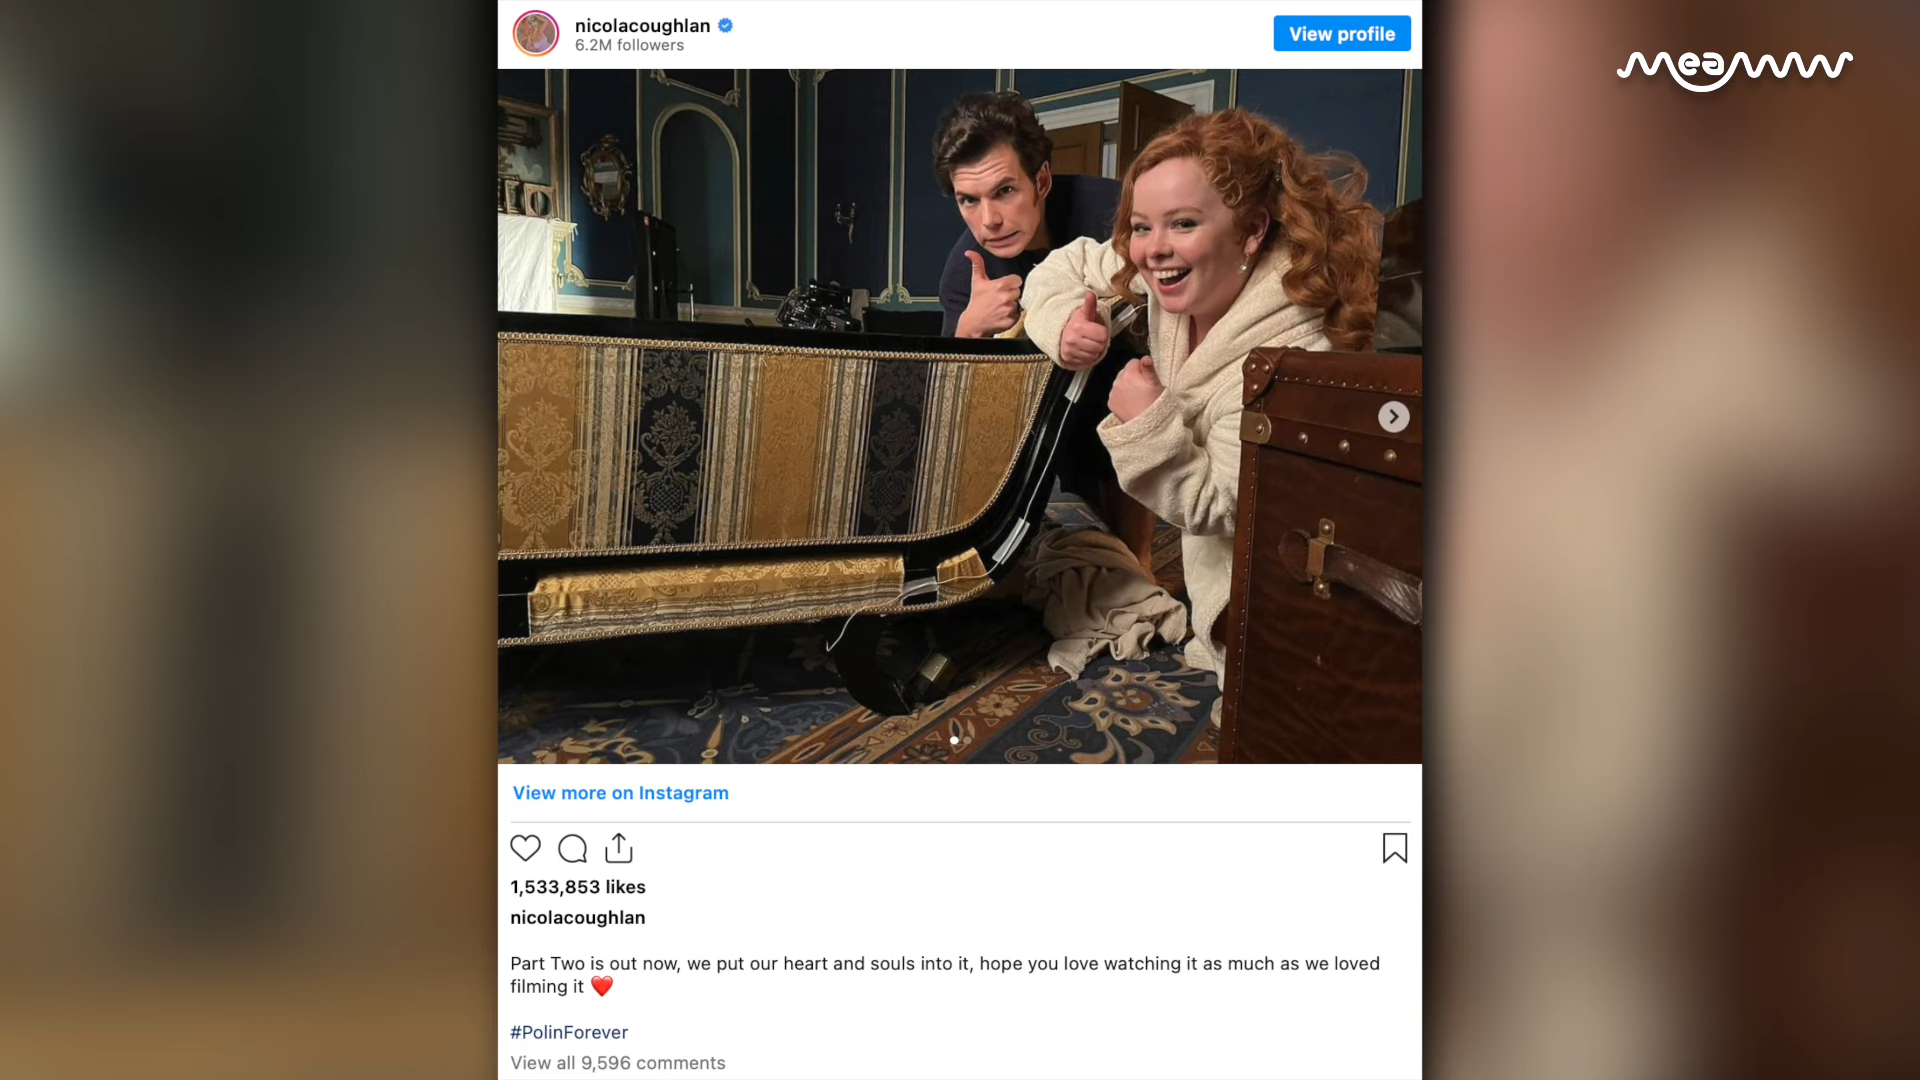 nicolacoughlan
6.2M followers
View profile
meaww
View more on Instagram
1,533,853 likes
nicolacoughlan
Part Two is out now, we put our heart and souls into it, hope you love watching it as much as we loved
filming it ❤️
#PolinForever
View all 9,596 comments